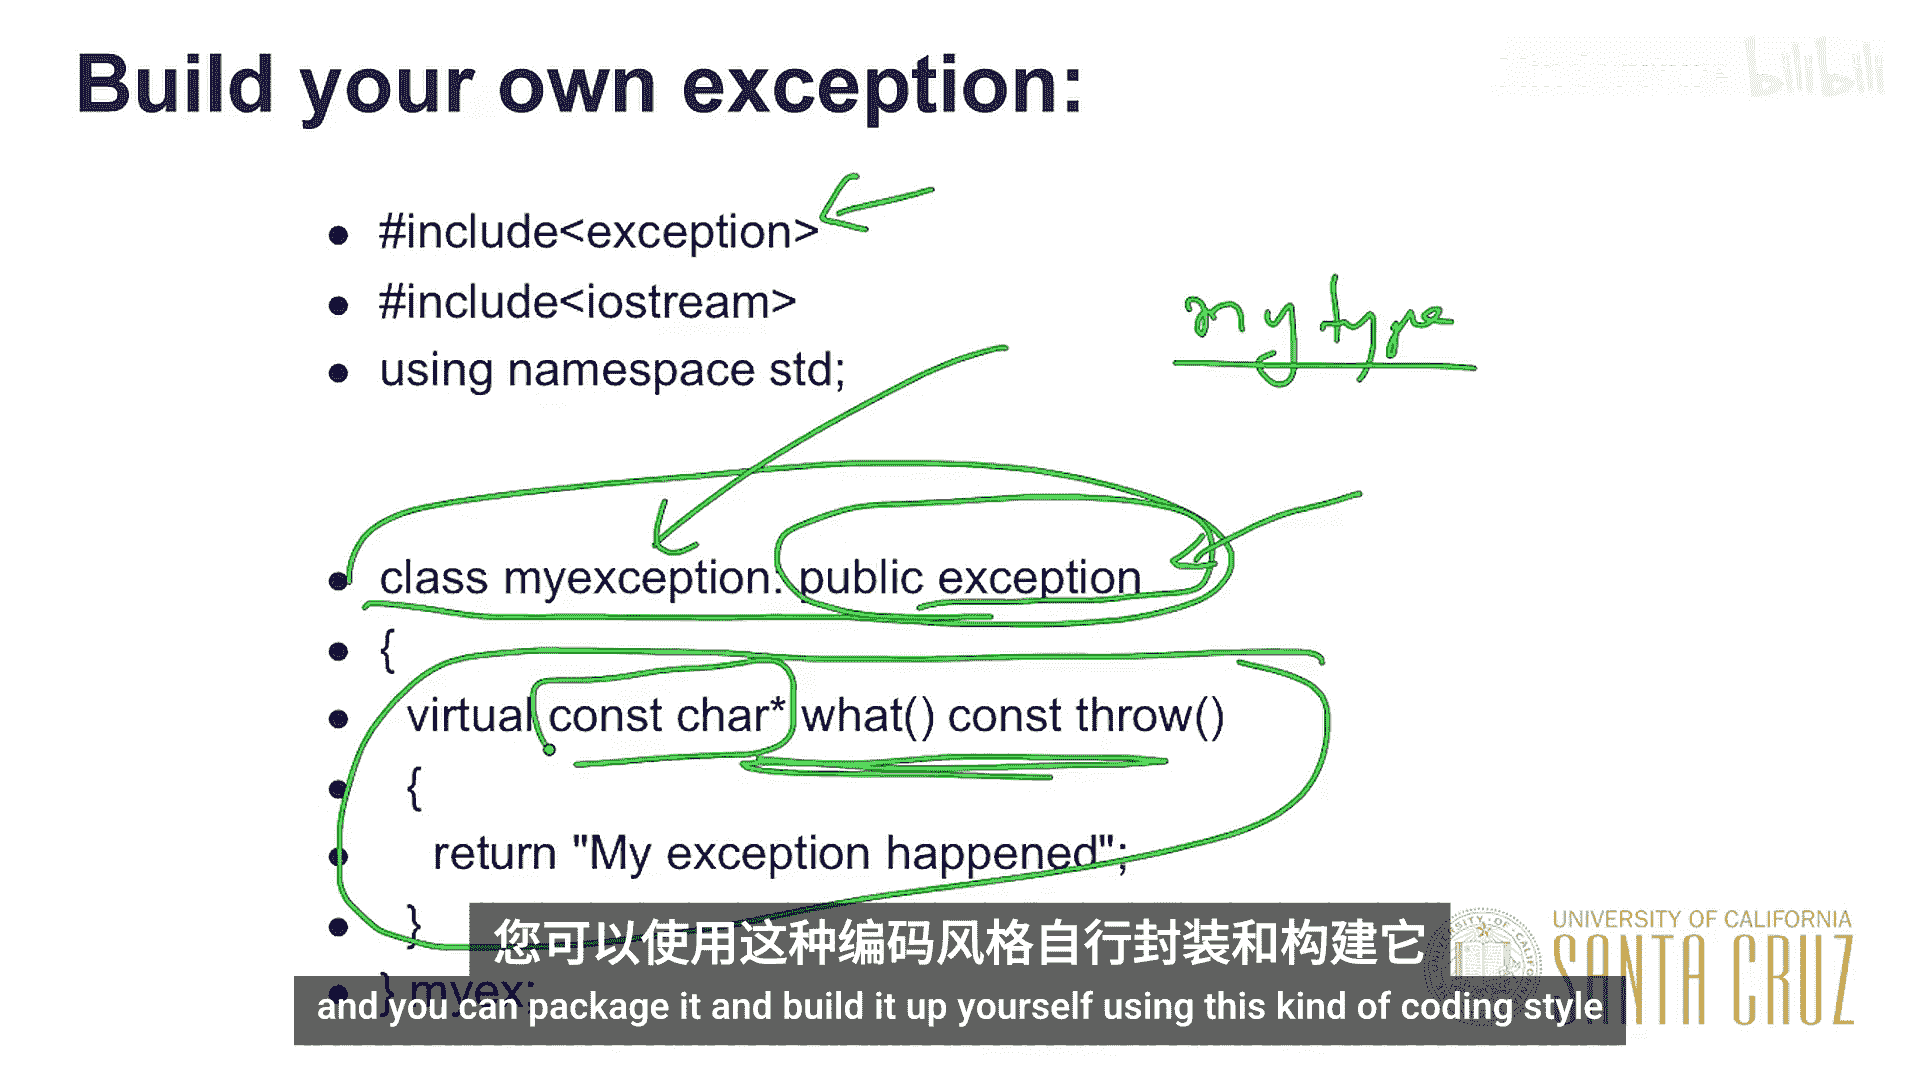 Build your own exception:
bilibili
• #include<exception>
• #include<iostream>
my type
• using namespace std;
• class myexception: public exception
• {
• virtual const char* what() const throw()
• {
• return "My exception happened";
• }
• } myex;
您可以使用这种编码风格自行封装和构建它
and you can package it and build it up yourself using this kind of coding style
UNIVERSITY OF CALIFORNIA
SANTA CRUZ